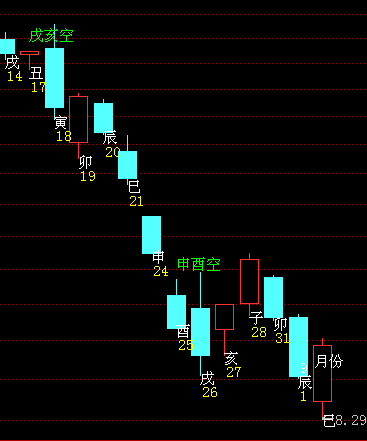 戌亥空
戌
14
丑
17
寅
18
卯
19
辰
20
巳
21
申
24
申酉空
酉
25
戌
26
亥
27
子
28
卯
31
辰
1
月份
巳
8.29